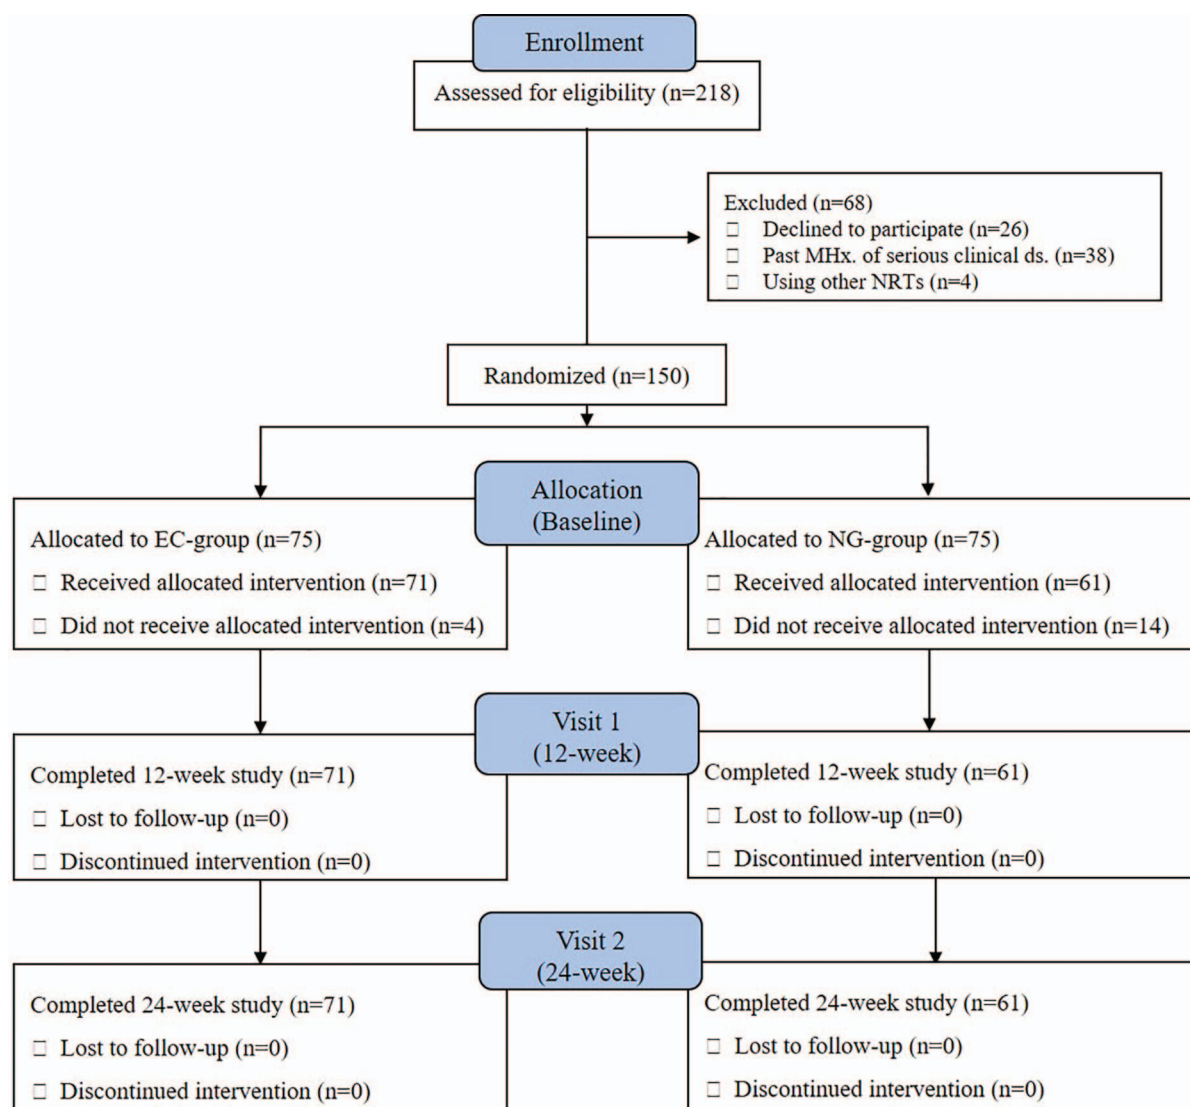 Enrollment
Assessed for eligibility (n=218)
Excluded (n=68)
□ Declined to participate (n=26)
□ Past MHx. of serious clinical ds. (n=38)
□ Using other NRTs (n=4)
Randomized (n=150)
Allocation
(Baseline)
Allocated to EC-group (n=75)
□ Received allocated intervention (n=71)
□ Did not receive allocated intervention (n=4)
Allocated to NG-group (n=75)
□ Received allocated intervention (n=61)
□ Did not receive allocated intervention (n=14)
Visit 1
(12-week)
Completed 12-week study (n=71)
□ Lost to follow-up (n=0)
□ Discontinued intervention (n=0)
Completed 12-week study (n=61)
□ Lost to follow-up (n=0)
□ Discontinued intervention (n=0)
Visit 2
(24-week)
Completed 24-week study (n=71)
□ Lost to follow-up (n=0)
□ Discontinued intervention (n=0)
Completed 24-week study (n=61)
□ Lost to follow-up (n=0)
□ Discontinued intervention (n=0)